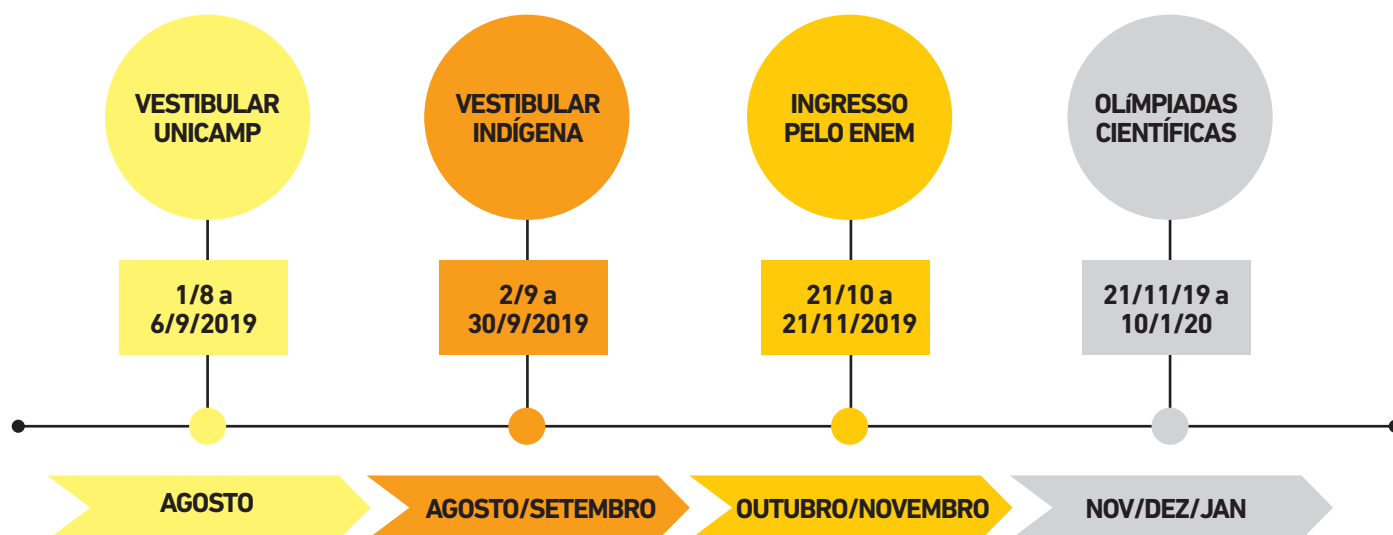 VESTIBULAR
UNICAMP
VESTIBULAR
INDÍGENA
INGRESSO
PELO ENEM
OLíMPIADAS
CIENTÍFICAS
1/8 a
6/9/2019
2/9 a
30/9/2019
21/10 a
21/11/2019
21/11/19 a
10/1/20
AGOSTO
AGOSTO/SETEMBRO
OUTUBRO/NOVEMBRO
NOV/DEZ/JAN